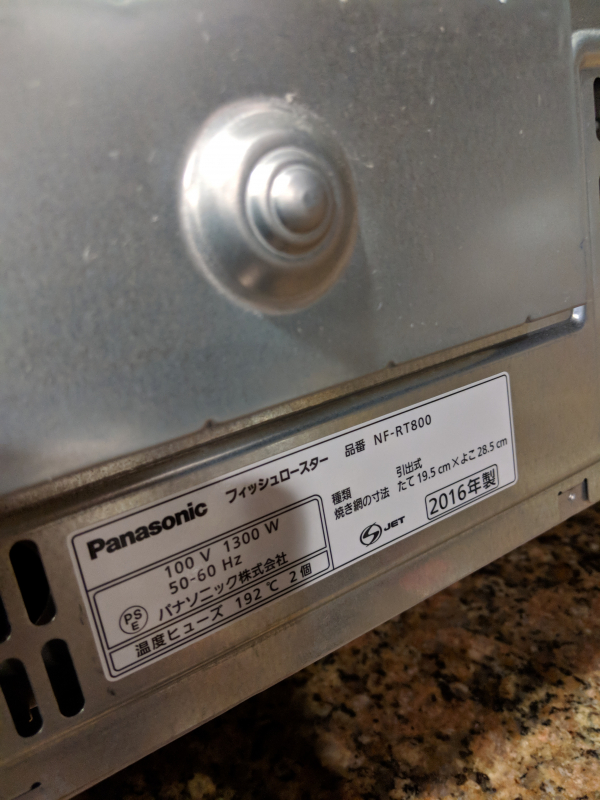 Panasonic フィッシュロースター 品番 NF-RT800
100 V 1300 W
50-60 Hz
PS
E
パナソニック株式会社
温度ヒューズ 192 ℃ 2 個
種類 引出式
焼き網の寸法 たて 19.5 cm×よこ 28.5 cm
S JET
2016年製